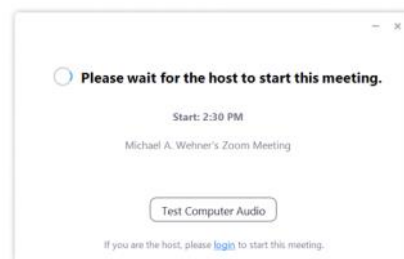 Please wait for the host to start this meeting.
Start: 2:30 PM
Michael A. Wehner's Zoom Meeting
Test Computer Audio
If you are the host, please login to start this meeting.